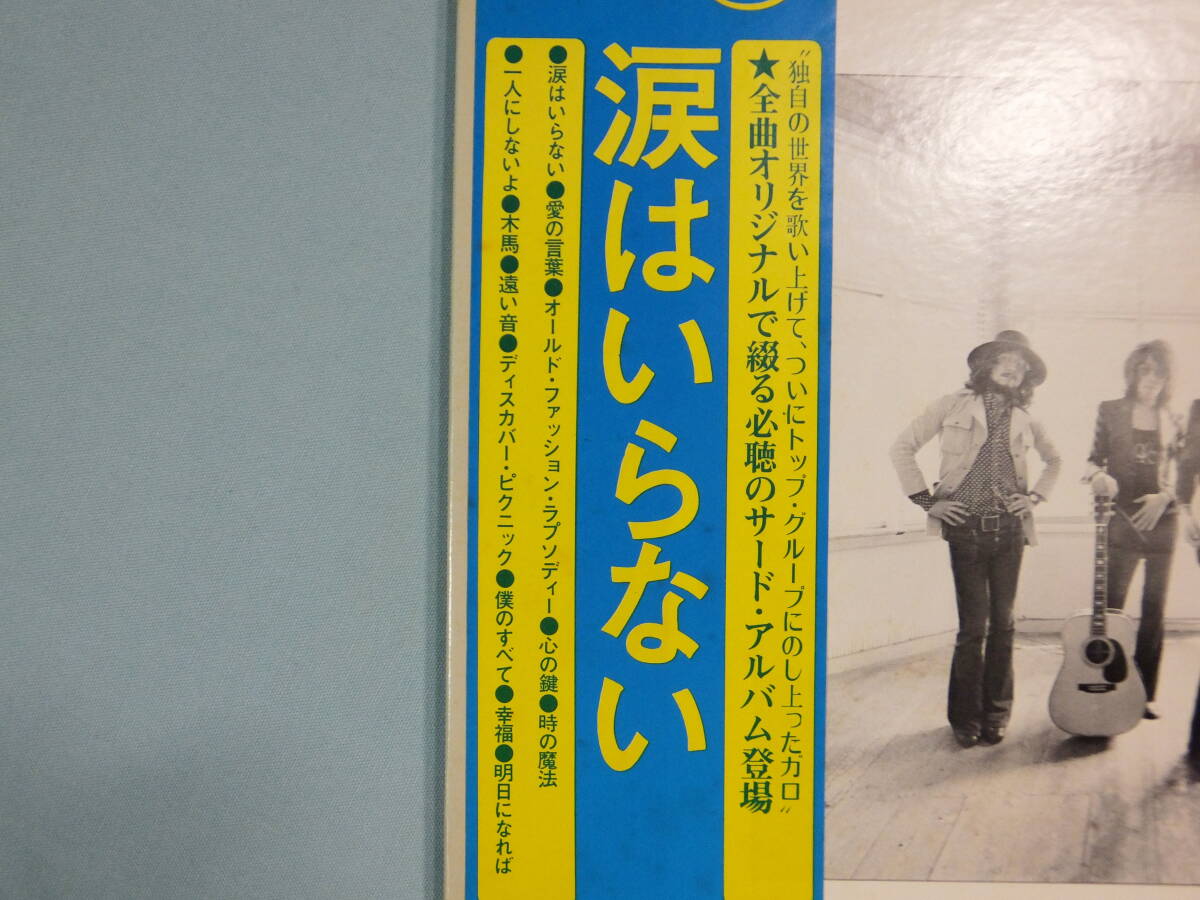 “独自の世界を歌い上げて、ついにトップ・グループにのし上ったガロ”
★全曲オリジナルで綴る必聴のサード・アルバム登場
涙はいらない
●涙はいらない●愛の言葉●オールド・ファッション・ラプソディー●心の鍵●時の魔法
●一人にしないよ●木馬●遠い音●ディスカバー・ピクニック●僕のすべて●幸福●明日になれば